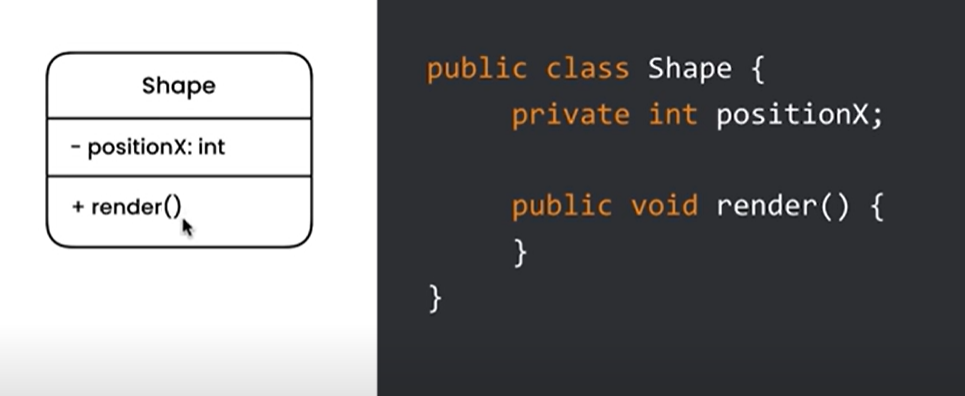 Shape
- positionX: int
+ render()
public class Shape {
private int positionX;
public void render() {
}
}